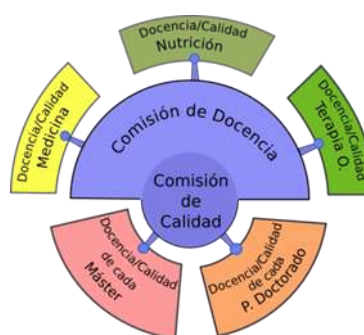 Docencia/Calidad
Nutrición
Docencia/Calidad
Medicina
Docencia/Calidad
Terapia O.
Comisión de Docencia
Comisión
de
Calidad
Docencia/Calidad
de cada
Máster
Docencia/Calidad
de cada
P. Doctorado